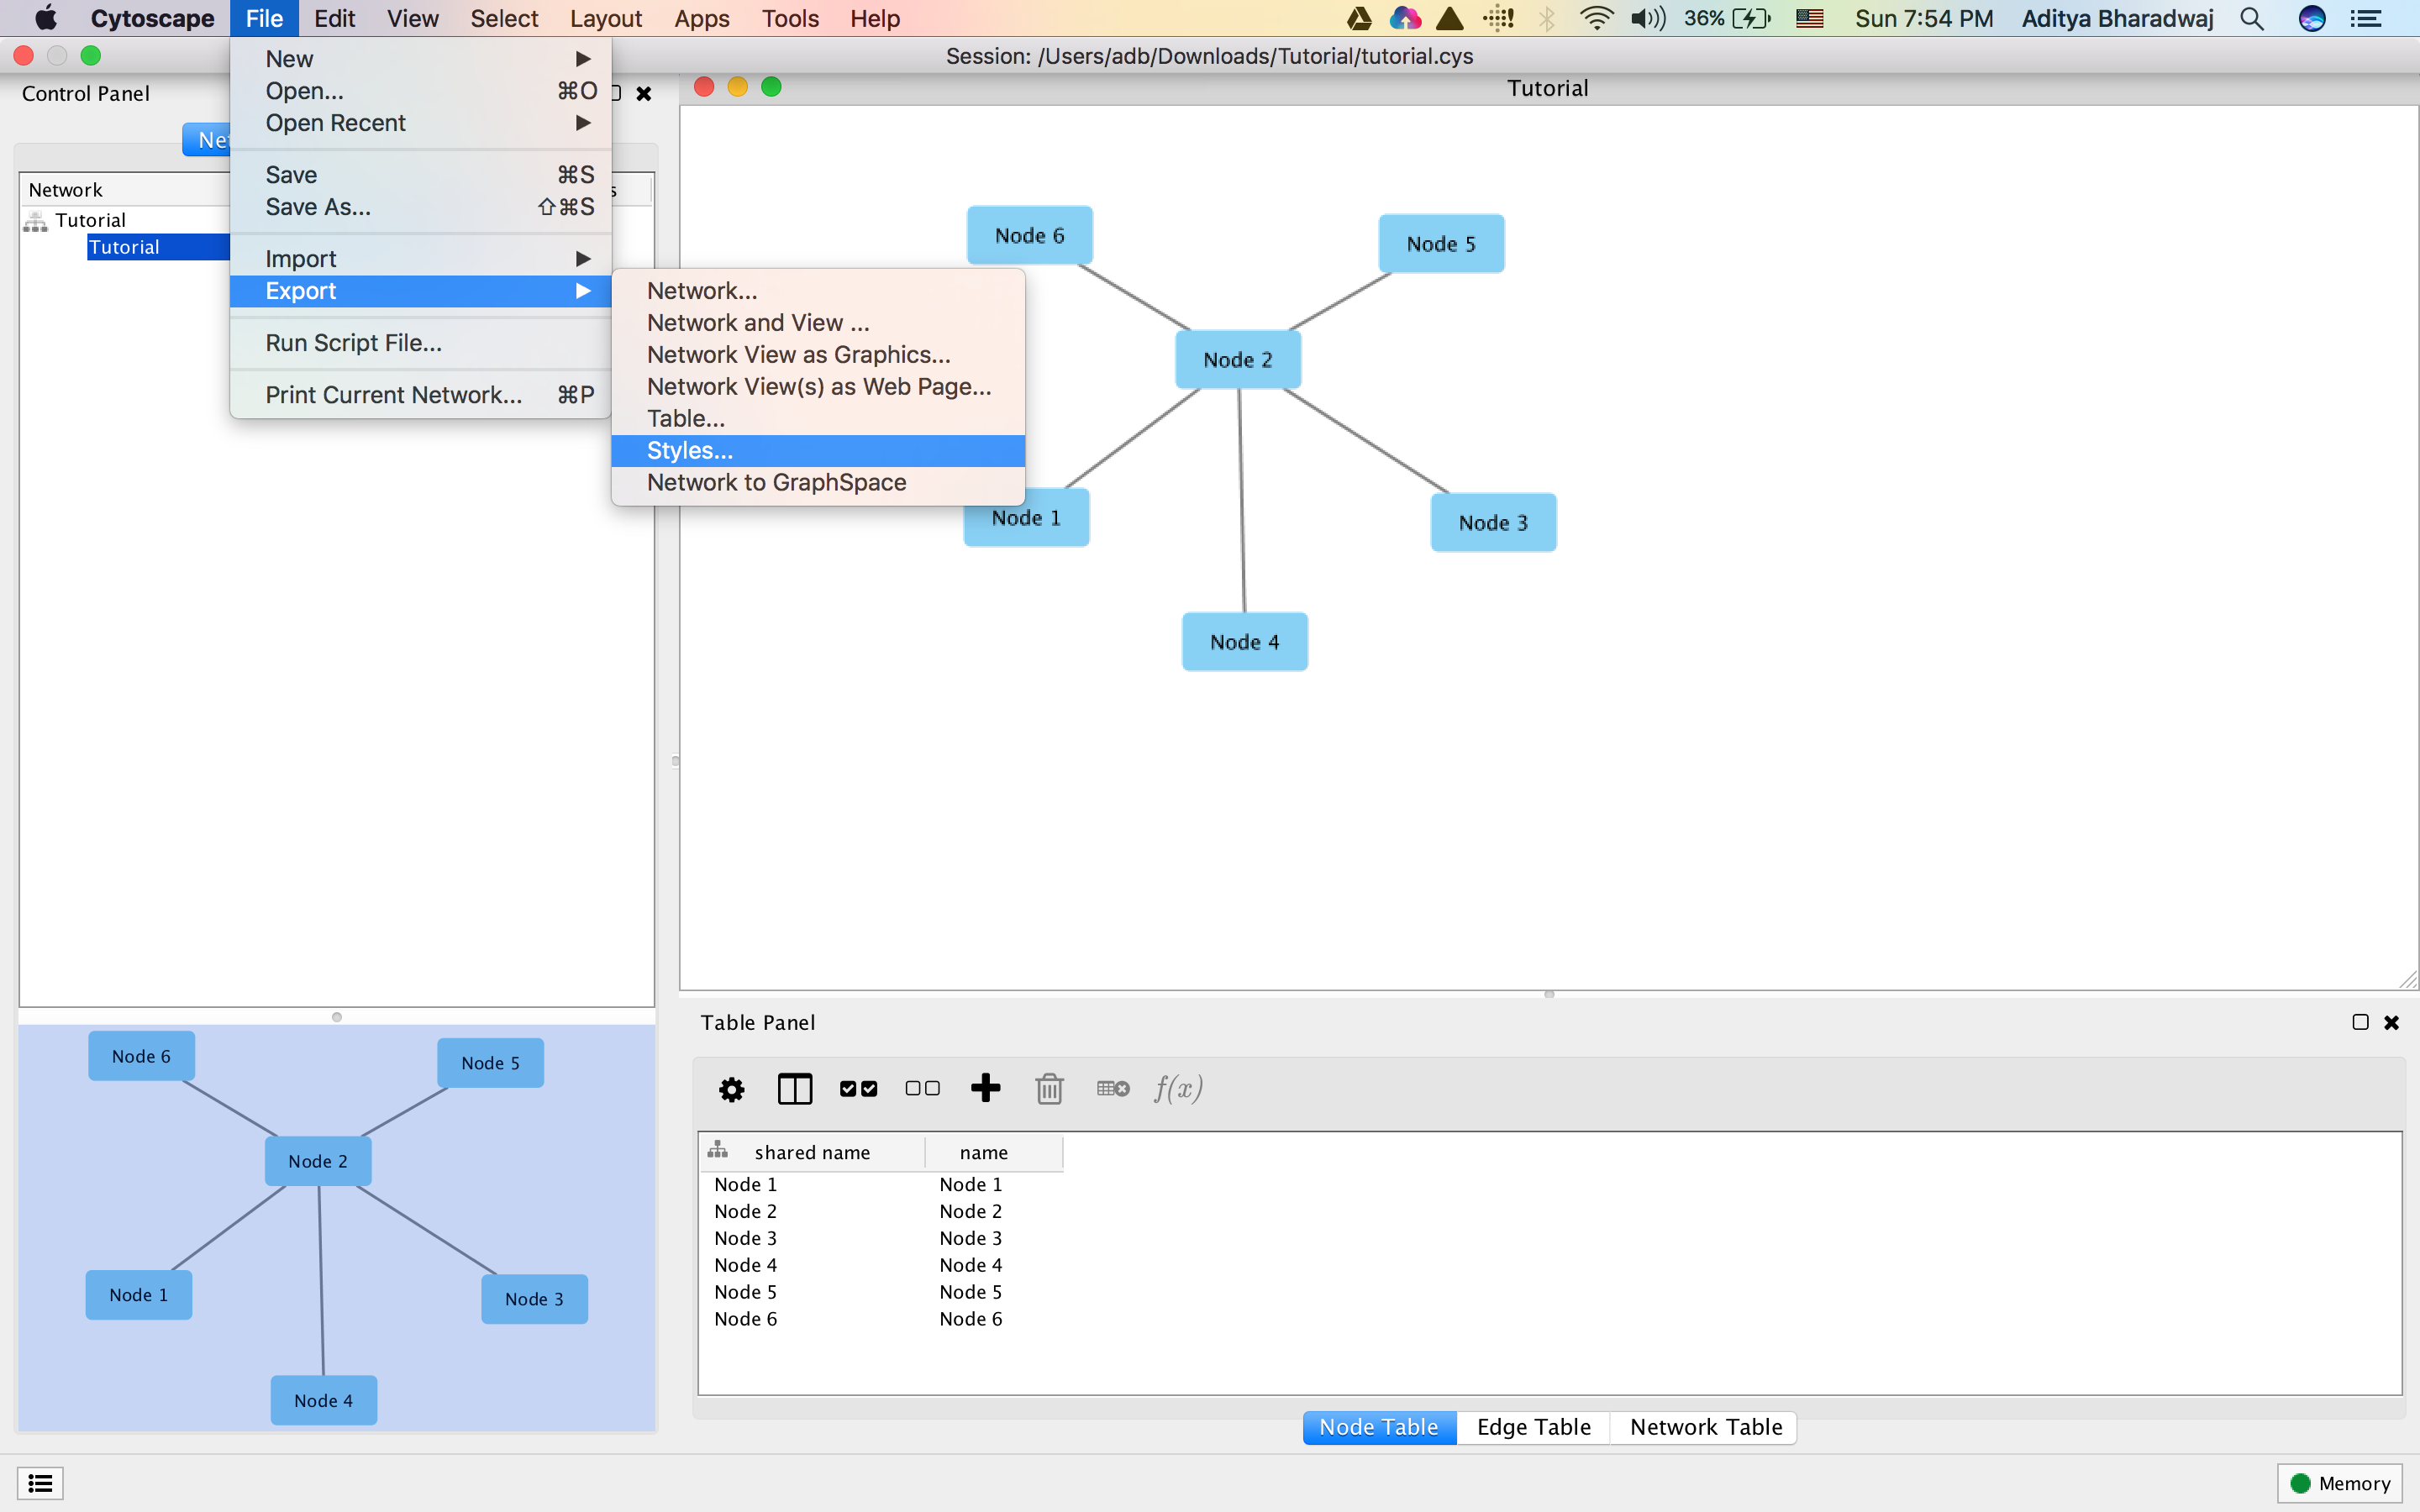 Cytoscape File Edit View Select Layout Apps Tools Help 36% Sun 7:54 PM Aditya Bharadwaj
Session: /Users/adb/Downloads/Tutorial/tutorial.cys
New
Open... ⌘O
Open Recent
Save ⌘S
Save As... ⇧⌘S
Import
Export
Run Script File...
Print Current Network... ⌘P
Network...
Network and View ...
Network View as Graphics...
Network View(s) as Web Page...
Table...
Styles...
Network to GraphSpace
Control Panel
Network
Tutorial
Tutorial
Tutorial
Node 6
Node 5
Node 2
Node 1
Node 3
Node 4
Node 6
Node 5
Node 2
Node 1
Node 3
Node 4
Table Panel
f(x)
shared name name
Node 1 Node 1
Node 2 Node 2
Node 3 Node 3
Node 4 Node 4
Node 5 Node 5
Node 6 Node 6
Node Table Edge Table Network Table
Memory